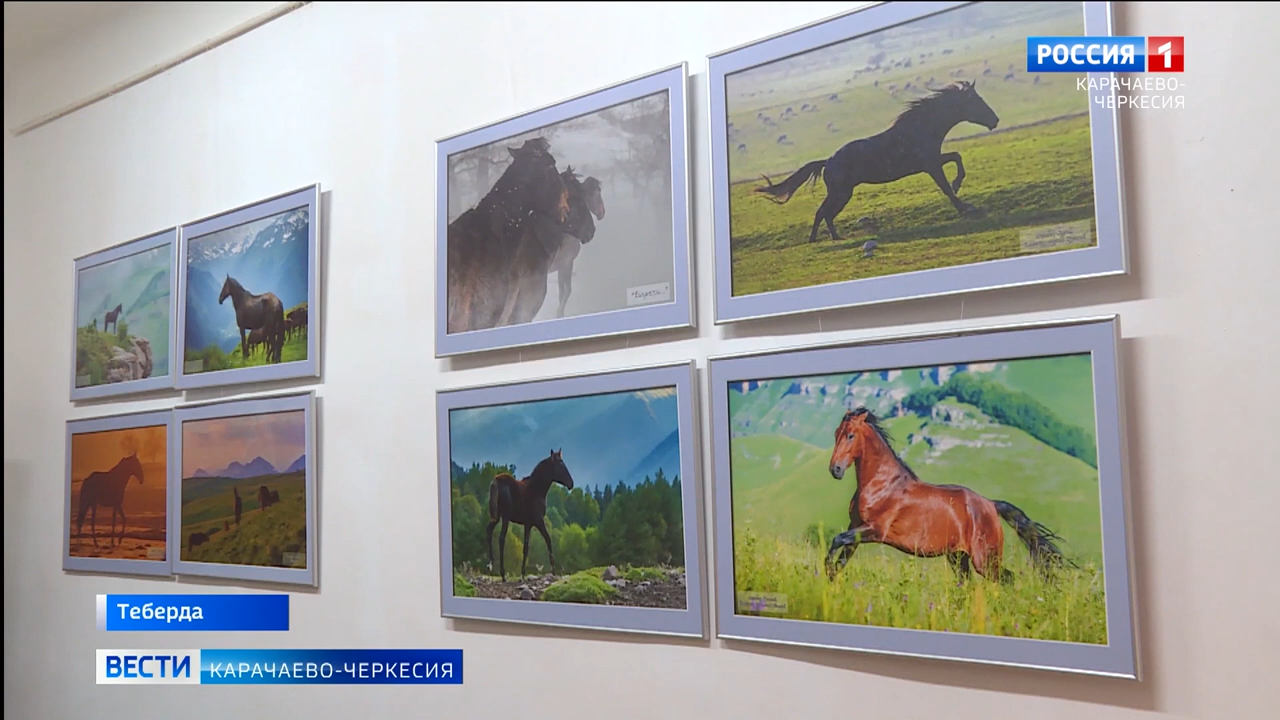 РОССИЯ 1
КАРАЧАЕВО-
ЧЕРКЕСИЯ
Теберда
ВЕСТИ КАРАЧАЕВО-ЧЕРКЕСИЯ